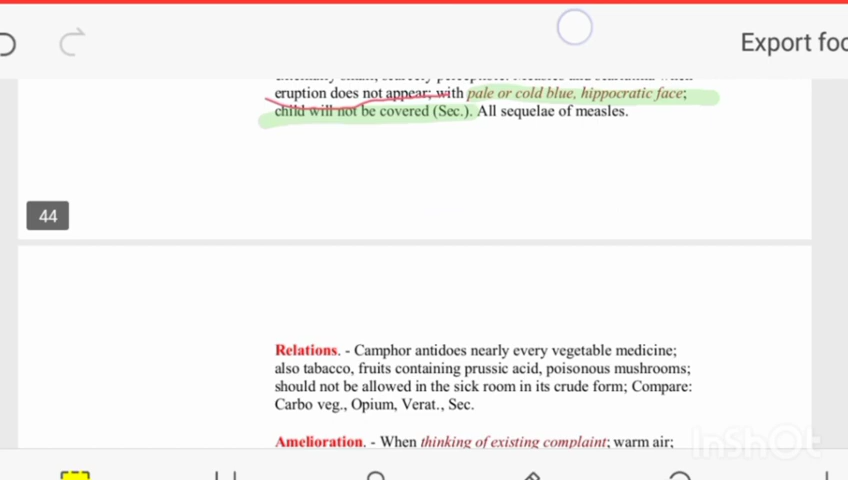 Export foc
eruption does not appear; with pale or cold blue, hippocratic face;
child will not be covered (Sec.). All sequelae of measles.
44
Relations. - Camphor antidoes nearly every vegetable medicine;
also tabacco, fruits containing prussic acid, poisonous mushrooms;
should not be allowed in the sick room in its crude form; Compare:
Carbo veg., Opium, Verat., Sec.
Amelioration. - When thinking of existing complaint; warm air;
InShOt